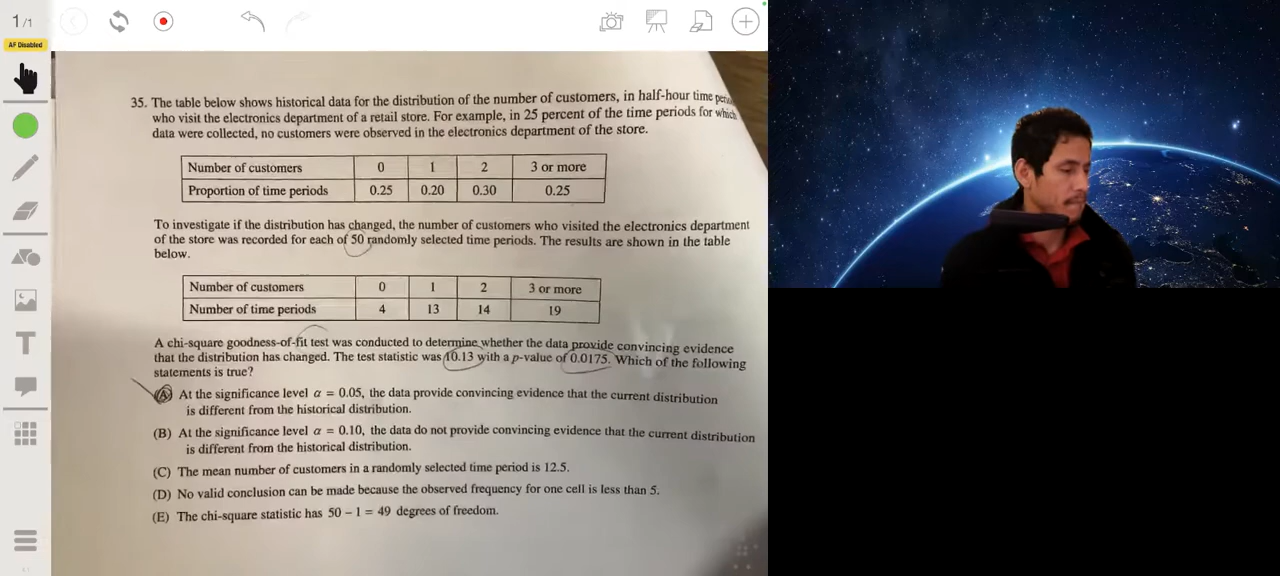 1/1
AF Disabled
35. The table below shows historical data for the distribution of the number of customers, in half-hour time
who visit the electronics department of a retail store. For example, in 25 percent of the time periods for which
data were collected, no customers were observed in the electronics department of the store.
Number of customers 0 1 2 3 or more
Proportion of time periods 0.25 0.20 0.30 0.25
To investigate if the distribution has changed, the number of customers who visited the electronics department
of the store was recorded for each of 50 randomly selected time periods. The results are shown in the table
below.
Number of customers 0 1 2 3 or more
Number of time periods 4 13 14 19
A chi-square goodness-of-fit test was conducted to determine whether the data provide convincing evidence
that the distribution has changed. The test statistic was 10.13 with a p-value of 0.0175. Which of the following
statements is true?
(A) At the significance level α = 0.05, the data provide convincing evidence that the current distribution
is different from the historical distribution.
(B) At the significance level α = 0.10, the data do not provide convincing evidence that the current distribution
is different from the historical distribution.
(C) The mean number of customers in a randomly selected time period is 12.5.
(D) No valid conclusion can be made because the observed frequency for one cell is less than 5.
(E) The chi-square statistic has 50 − 1 = 49 degrees of freedom.